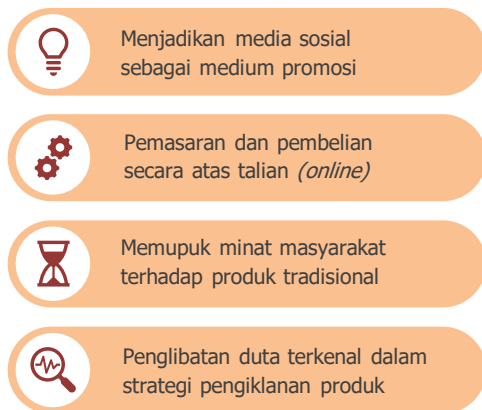 Menjadikan media sosial
sebagai medium promosi
Pemasaran dan pembelian
secara atas talian (online)
Memupuk minat masyarakat
terhadap produk tradisional
Penglibatan duta terkenal dalam
strategi pengiklanan produk